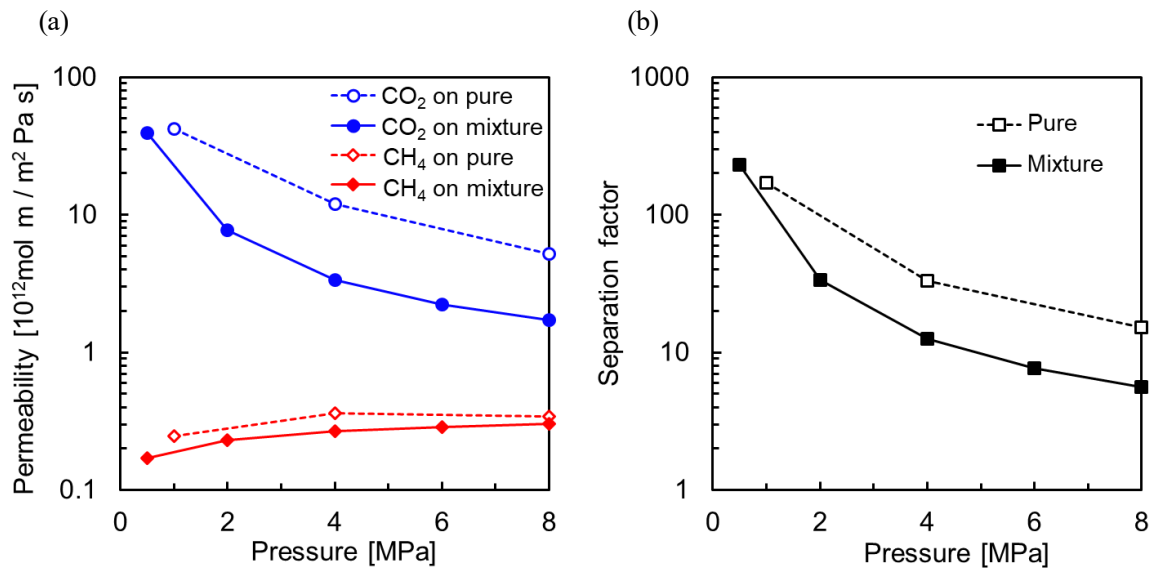 (a)
Permeability [10¹²mol m / m² Pa s]
100
10
1
0.1
CO₂ on pure
CO₂ on mixture
CH₄ on pure
CH₄ on mixture
0 2 4 6 8
Pressure [MPa]
(b)
Separation factor
1000
100
10
1
Pure
Mixture
0 2 4 6 8
Pressure [MPa]